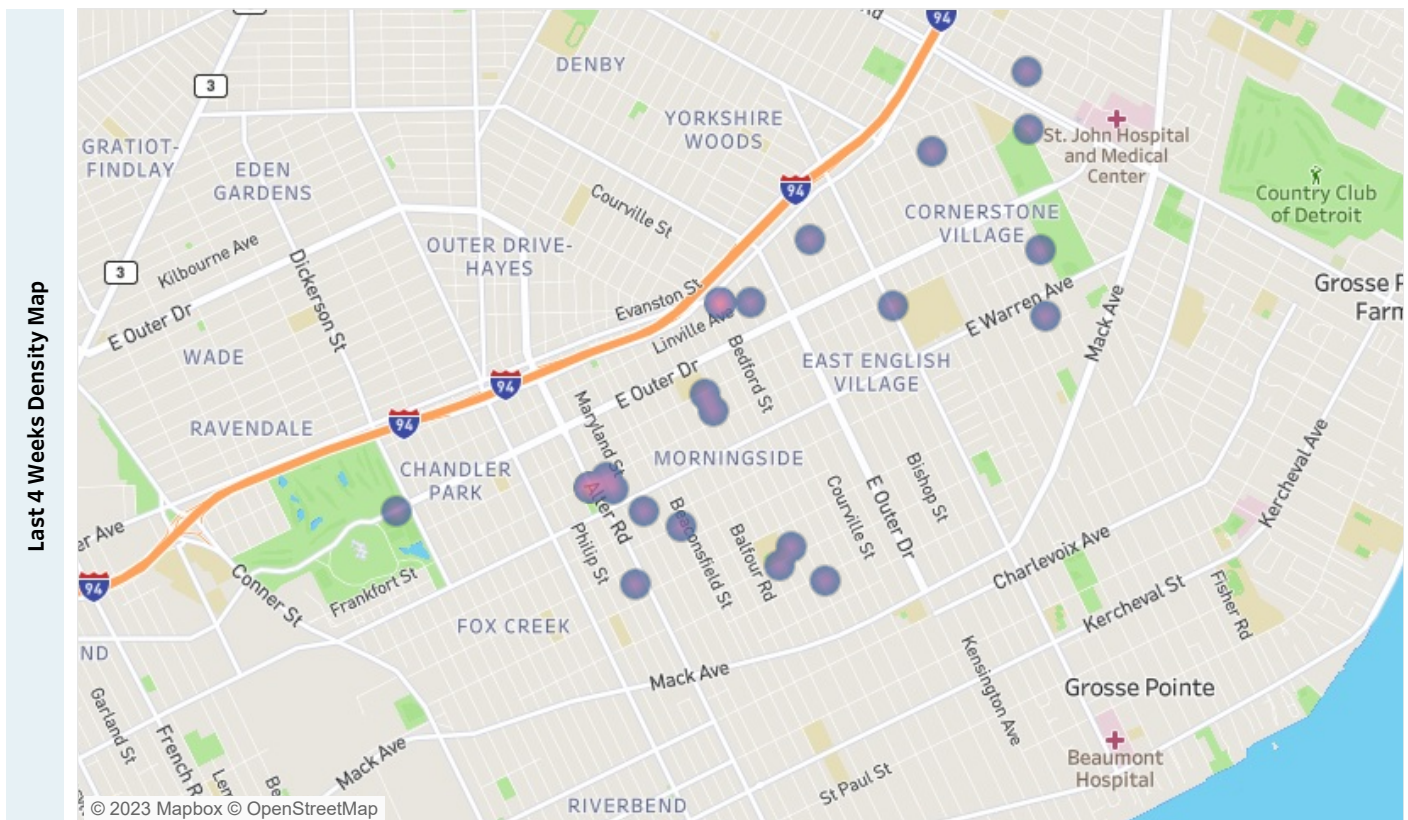 Last 4 Weeks Density Map
94
3
DENBY
YORKSHIRE
WOODS
St. John Hospital
and Medical
Center
GRATIOT-
FINDLAY
EDEN
GARDENS
94
Courville St
Country Club
of Detroit
CORNERSTONE
VILLAGE
OUTER DRIVE-
HAYES
Kilbourne Ave
3
Dickerson St
Evanston St
Grosse P
Farm
E Outer Dr
Linville Ave
E Warren Ave
Mack Ave
WADE
Bedford St
EAST ENGLISH
VILLAGE
94
E Outer Dr
Maryland St
94
RAVENDALE
CHANDLER
PARK
MORNINGSIDE
Bishop St
Kercheval Ave
E Outer Dr
Courville St
Alter Rd
Beaconsfield St
Balfour Rd
er Ave
Philip St
Charlevoix Ave
94
Conner St
Frankfort St
Kercheval St
Fisher Rd
FOX CREEK
ND
Mack Ave
Kensington Ave
Grosse Pointe
Garland St
French R
Len
Be
Mack Ave
Beaumont
Hospital
St Paul St
RIVERBEND
© 2023 Mapbox © OpenStreetMap